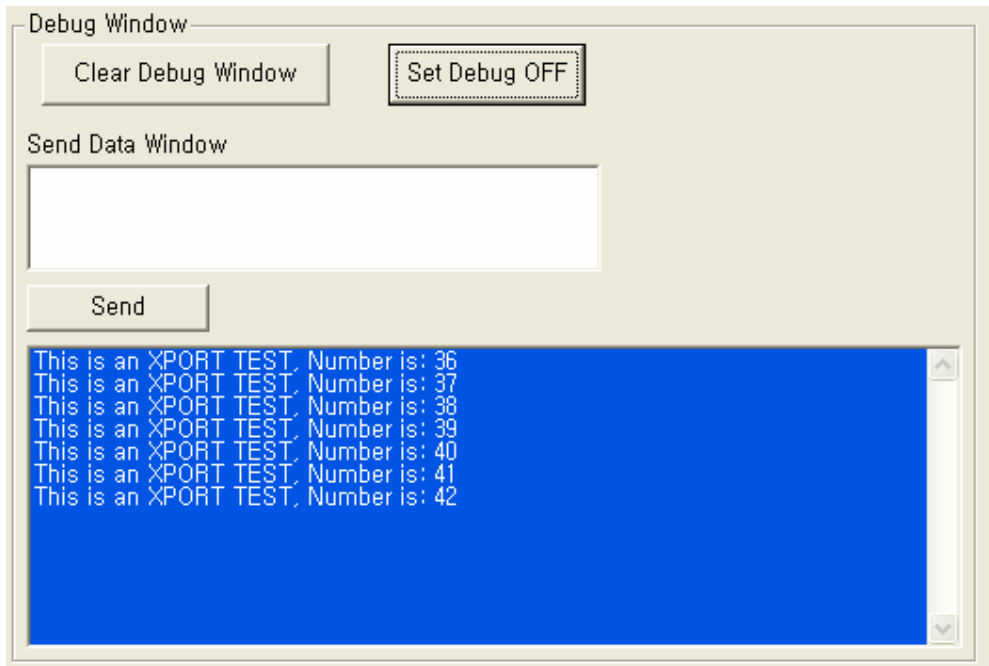 Debug Window
Clear Debug Window
Set Debug OFF
Send Data Window
Send
This is an XPORT TEST, Number is: 36
This is an XPORT TEST, Number is: 37
This is an XPORT TEST, Number is: 38
This is an XPORT TEST, Number is: 39
This is an XPORT TEST, Number is: 40
This is an XPORT TEST, Number is: 41
This is an XPORT TEST, Number is: 42